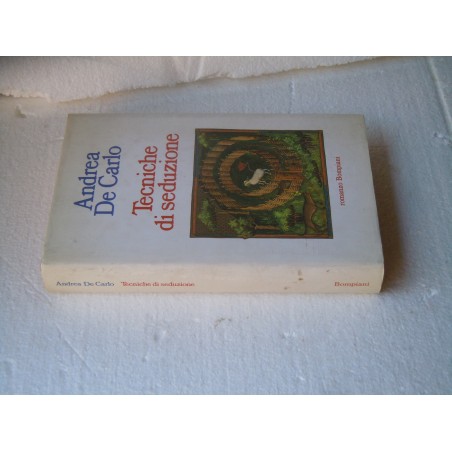 Andrea
De Carlo
Tecniche
di seduzione
romanzo Bompiani
Andrea De Carlo Tecniche di seduzione Bompiani